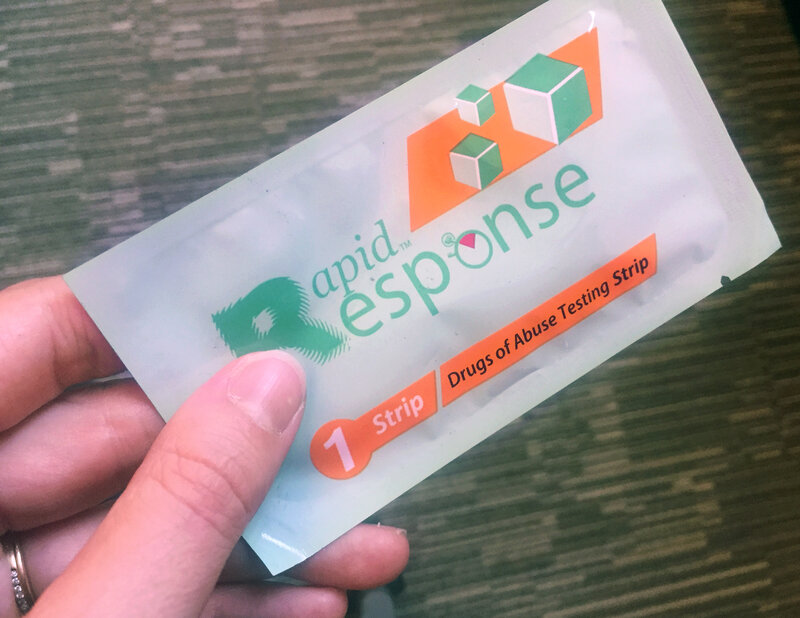 Rapid™
Response
1 Strip Drugs of Abuse Testing Strip